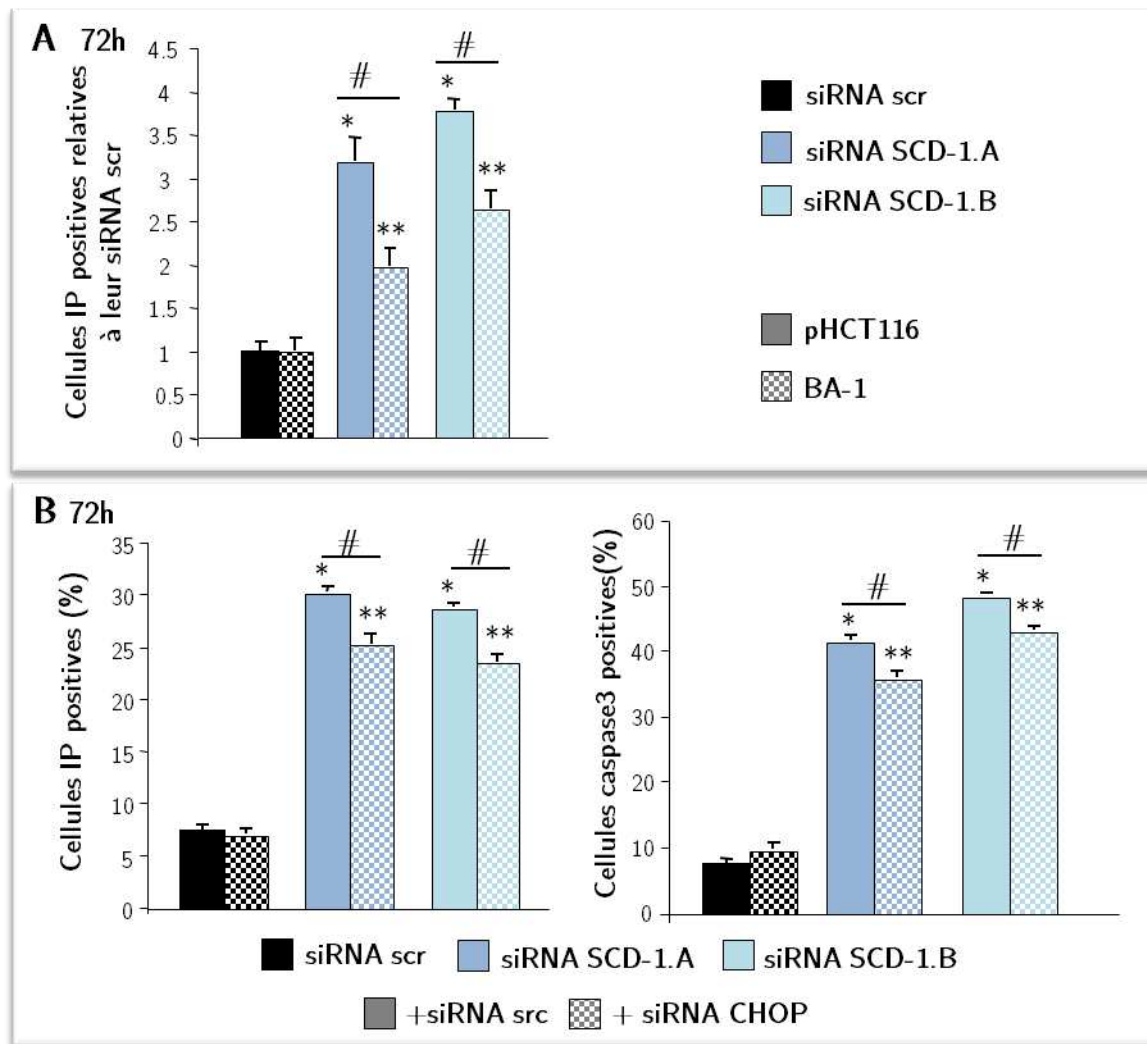 A 72h
Cellules IP positives relatives
à leur siRNA scr
4.5
4
3.5
3
2.5
2
1.5
1
0.5
0
#
#
*
**
*
**
siRNA scr
siRNA SCD-1.A
siRNA SCD-1.B
pHCT116
BA-1
B 72h
Cellules IP positives (%)
35
30
25
20
15
10
5
0
#
#
*
**
*
**
Cellules caspase3 positives(%)
60
50
40
30
20
10
0
#
#
*
**
*
**
siRNA scr
siRNA SCD-1.A
siRNA SCD-1.B
+siRNA src
+ siRNA CHOP